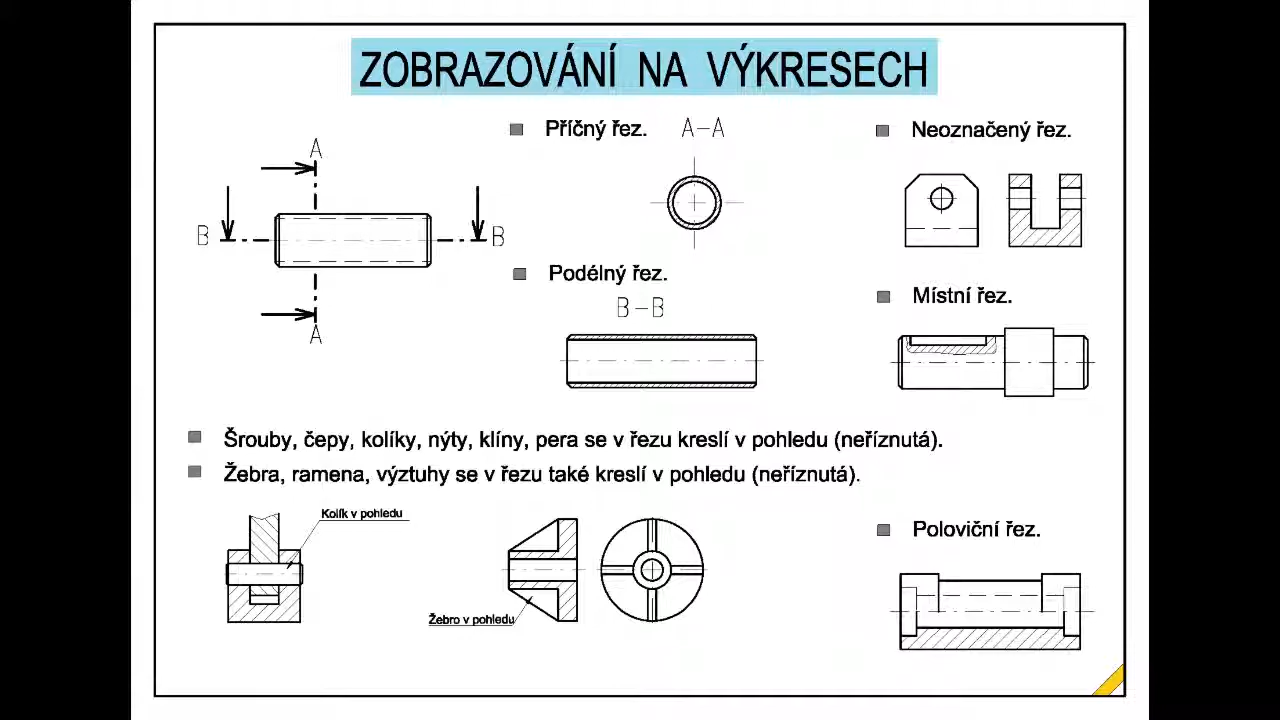 ZOBRAZOVÁNÍ NA VÝKRESECH
Příčný řez. A-A
Neoznačený řez.
A
B
B
A
Podélný řez.
B-B
Místní řez.
Šrouby, čepy, kolíky, nýty, klíny, pera se v řezu kreslí v pohledu (neříznutá).
Žebra, ramena, výztuhy se v řezu také kreslí v pohledu (neříznutá).
Kolík v pohledu
Žebro v pohledu
Poloviční řez.